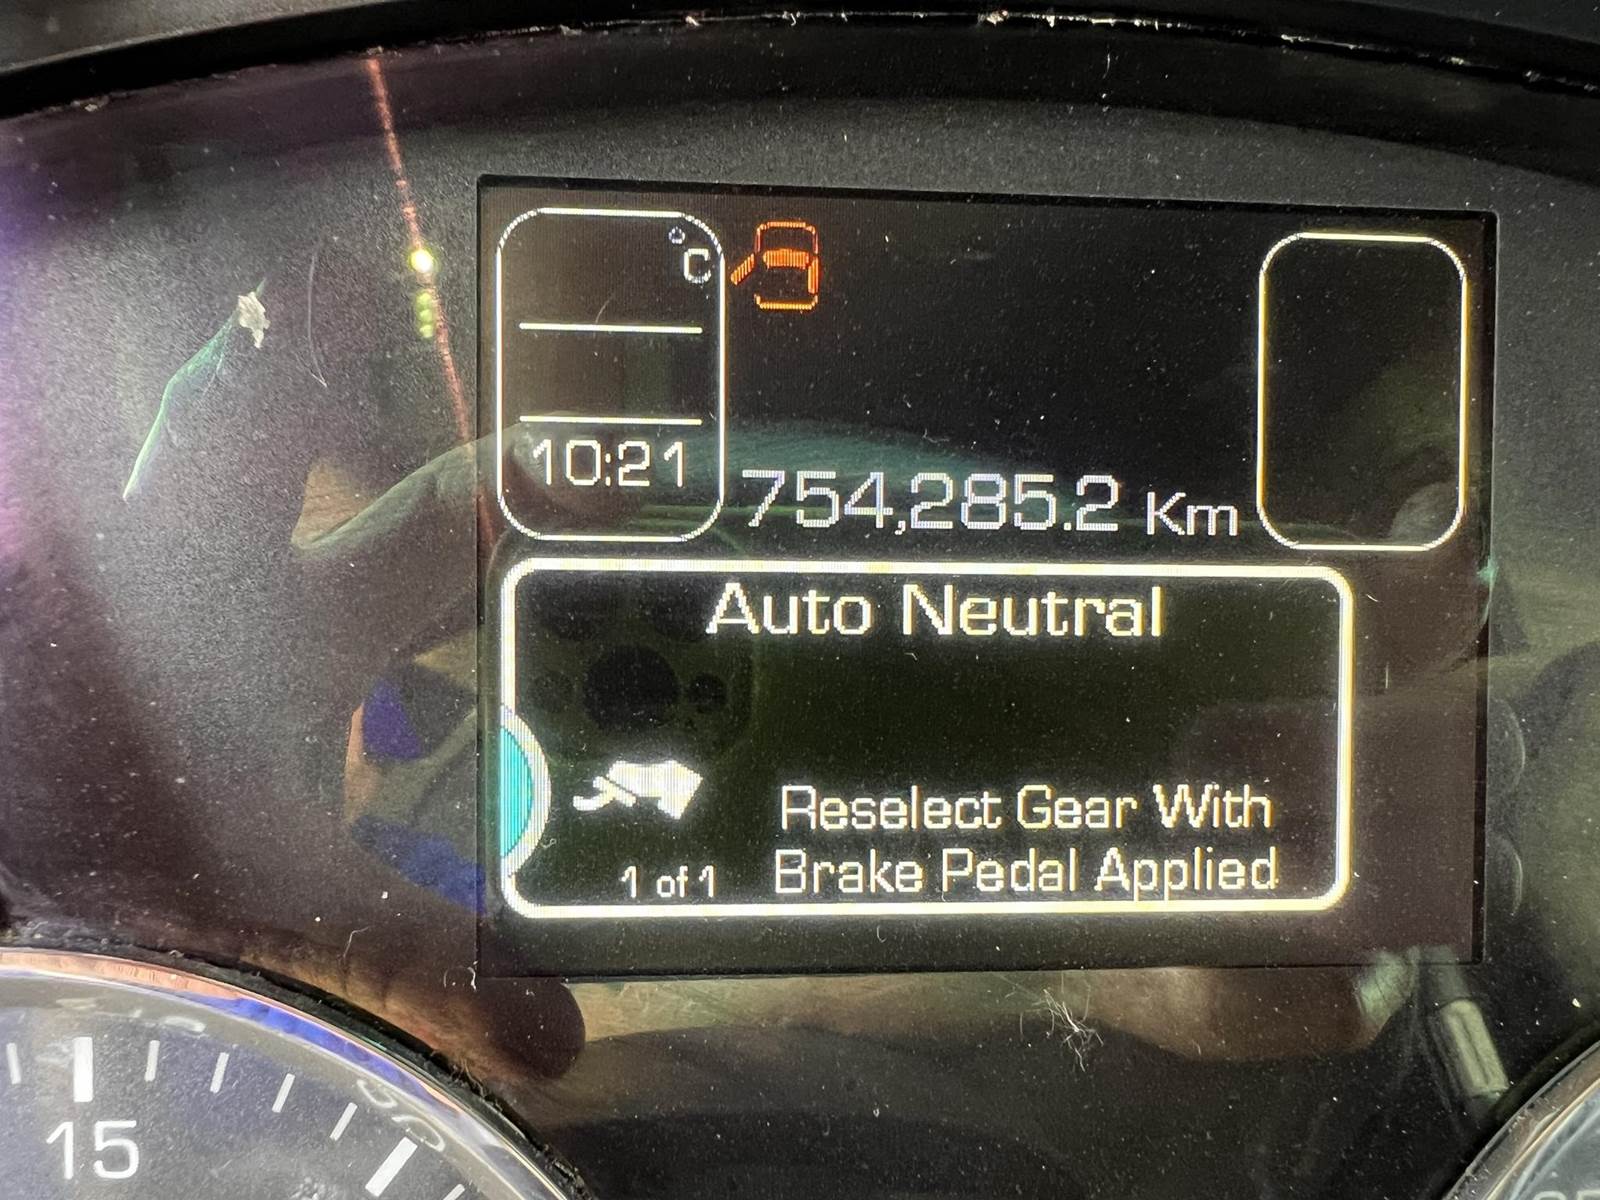 °C
10:21
754,285.2 Km
Auto Neutral
Reselect Gear With
Brake Pedal Applied
1 of 1
15